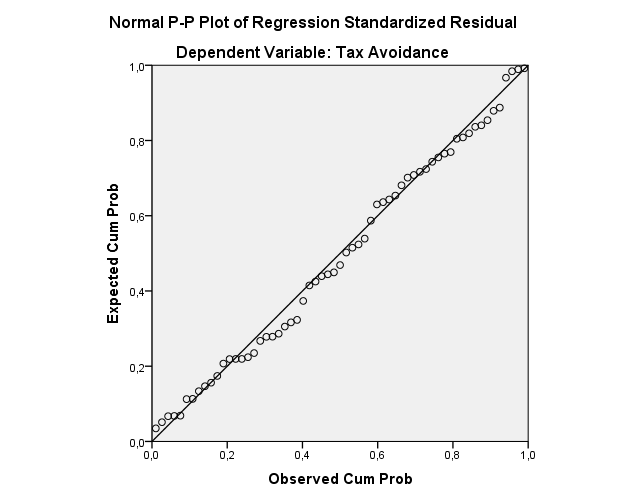 Normal P-P Plot of Regression Standardized Residual
Dependent Variable: Tax Avoidance
1,0
0,8
0,6
0,4
0,2
0,0
Expected Cum Prob
0,0 0,2 0,4 0,6 0,8 1,0
Observed Cum Prob